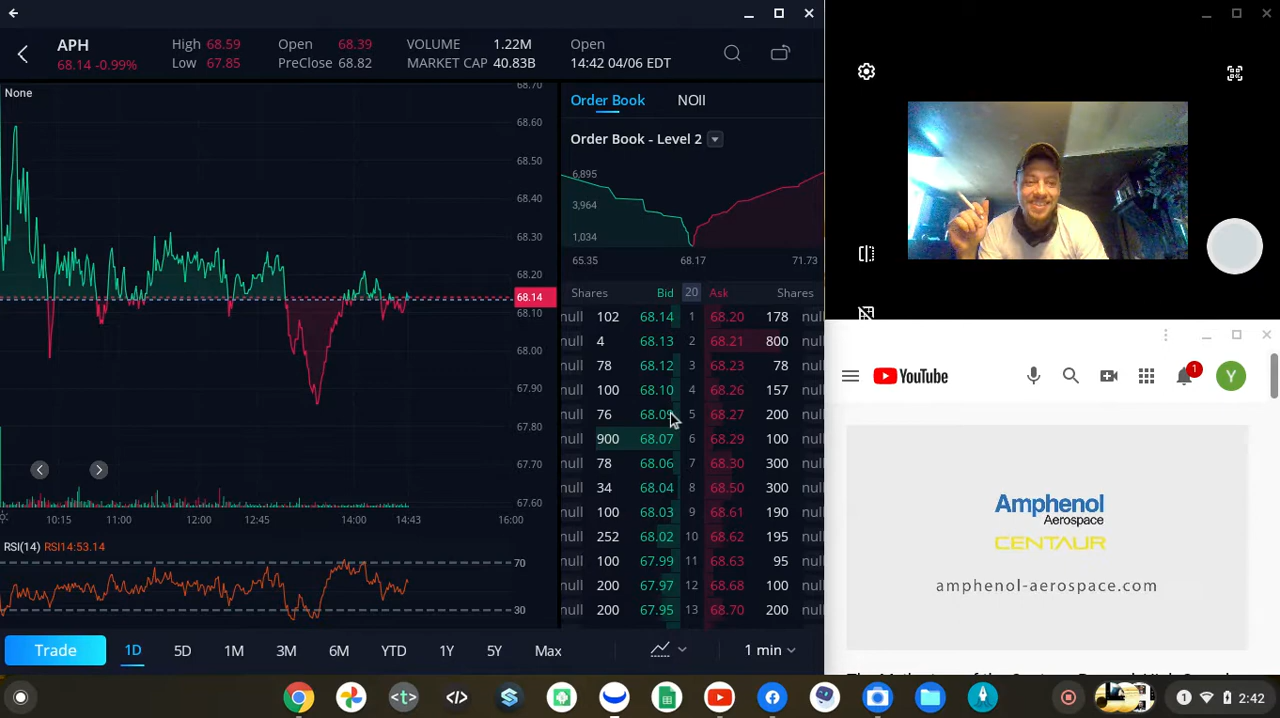 APH
68.14 -0.99%
High 68.59
Low 67.85
Open 68.39
PreClose 68.82
VOLUME 1.22M
MARKET CAP 40.83B
Open
14:42 04/06 EDT
None
68.70
68.60
68.50
68.40
68.30
68.20
68.14
68.10
68.00
67.90
67.80
67.70
67.60
10:15 11:00 12:00 12:45 14:00 14:43 16:00
RSI(14) RSI14:53.14
70
30
Trade 1D 5D 1M 3M 6M YTD 1Y 5Y Max 1 min
Order Book NOII
Order Book - Level 2
6,895
3,964
1,034
65.35 68.17 71.73
Shares Bid 20 Ask Shares
null 102 68.14 1 68.20 178 null
null 4 68.13 2 68.21 800 null
null 78 68.12 3 68.23 78 null
null 100 68.10 4 68.26 157 null
null 76 68.09 5 68.27 200 null
null 900 68.07 6 68.29 100 null
null 78 68.06 7 68.30 300 null
null 34 68.04 8 68.50 300 null
null 100 68.03 9 68.61 190 null
null 252 68.02 10 68.62 195 null
null 100 67.99 11 68.63 95 null
null 200 67.97 12 68.68 100 null
null 200 67.95 13 68.70 200 null
YouTube 1 Y
Amphenol
Aerospace
CENTAUR
amphenol-aerospace.com
1 2:42